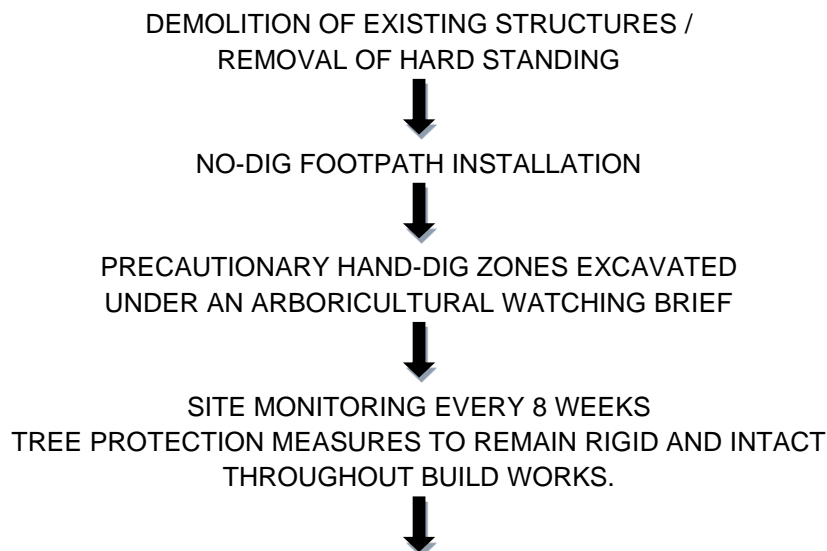 DEMOLITION OF EXISTING STRUCTURES /
REMOVAL OF HARD STANDING
NO-DIG FOOTPATH INSTALLATION
PRECAUTIONARY HAND-DIG ZONES EXCAVATED
UNDER AN ARBORICULTURAL WATCHING BRIEF
SITE MONITORING EVERY 8 WEEKS
TREE PROTECTION MEASURES TO REMAIN RIGID AND INTACT
THROUGHOUT BUILD WORKS.